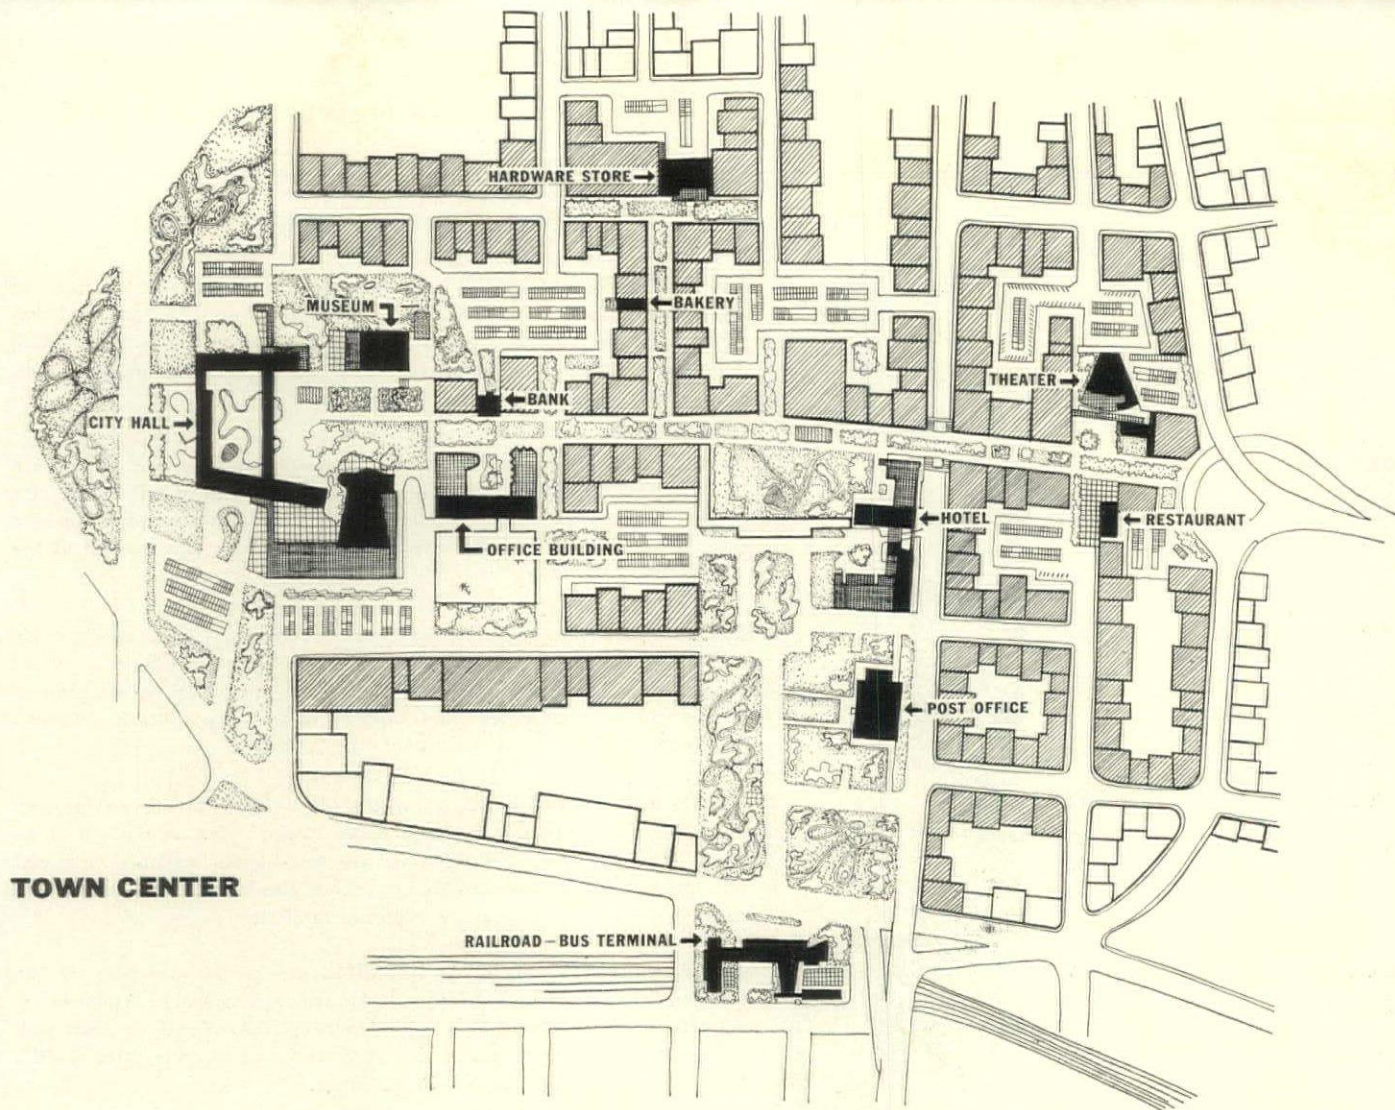 HARDWARE STORE
MUSEUM
BAKERY
THEATER
BANK
CITY HALL
HOTEL
RESTAURANT
OFFICE BUILDING
POST OFFICE
TOWN CENTER
RAILROAD-BUS TERMINAL